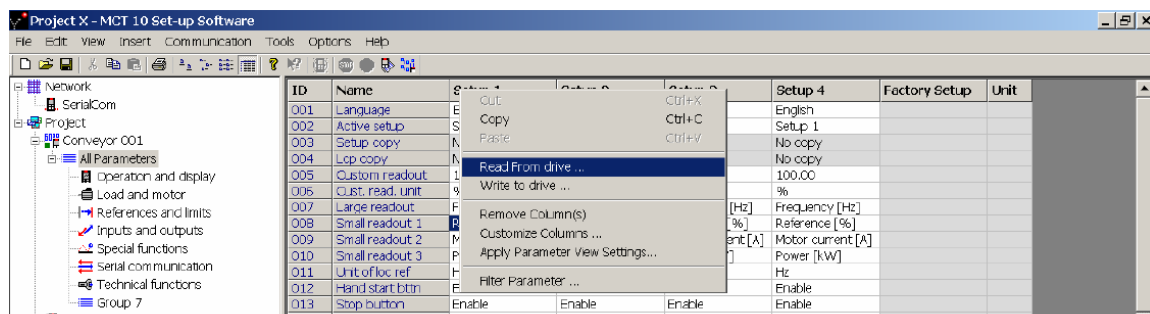 Project X - MCT 10 Set-up Software
File Edit View Insert Communication Tools Options Help
Network
SerialCom
Project
Conveyor 001
All Parameters
Operation and display
Load and motor
References and limits
Inputs and outputs
Special functions
Serial communication
Technical functions
Group 7
ID Name Setup 4 Factory Setup Unit
001 Language English
002 Active setup Setup 1
003 Setup copy No copy
004 Lcp copy No copy
005 Custom readout 100.00
006 Cust. read. unit %
007 Large readout [Hz] Frequency [Hz]
008 Small readout 1 %] Reference [%]
009 Small readout 2 ent [A] Motor current [A]
010 Small readout 3 Power [kW]
011 Unit of loc ref Hz
012 Hand start bttn Enable
013 Stop button Enable Enable Enable Enable
Cut Ctrl+X
Copy Ctrl+C
Paste Ctrl+V
Read From drive ...
Write to drive ...
Remove Column(s)
Customize Columns ...
Apply Parameter View Settings...
Filter Parameter ...